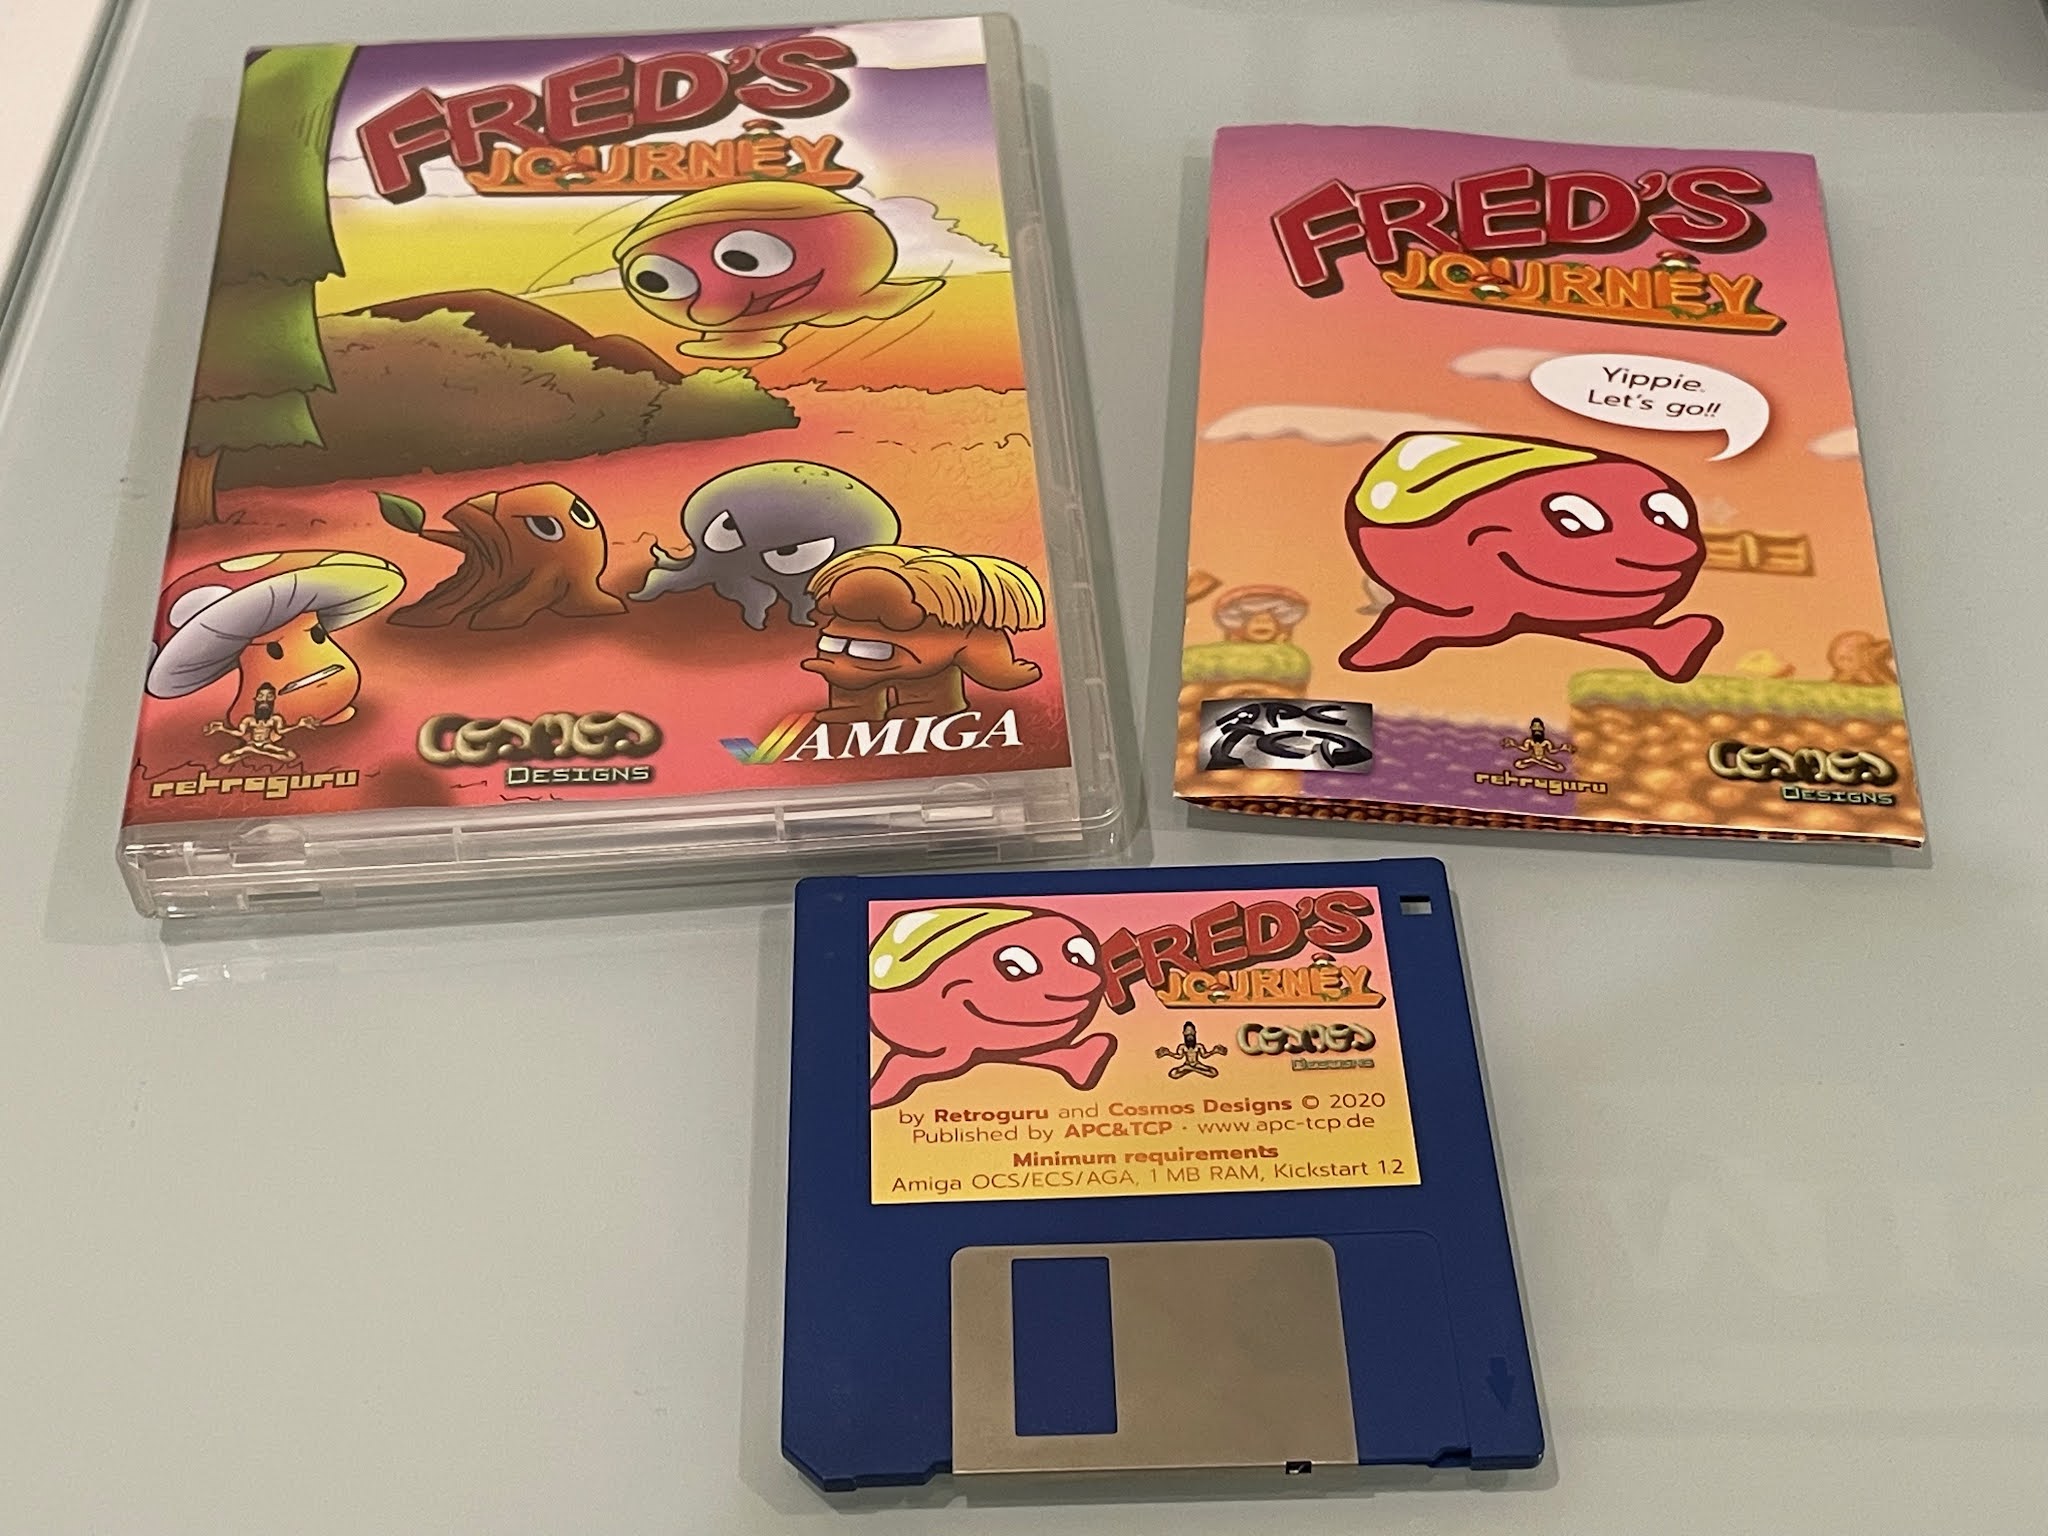 FRED'S
JOURNEY
retroguru
COSMOS
DESIGNS
AMIGA
FRED'S
JOURNEY
Yippie.
Let's go!!
APC
TCP
retroguru
COSMOS
DESIGNS
FRED'S
JOURNEY
COSMOS
DESIGNS
by Retroguru and Cosmos Designs © 2020
Published by APC&TCP · www.apc-tcp.de
Minimum requirements
Amiga OCS/ECS/AGA, 1 MB RAM, Kickstart 1.2